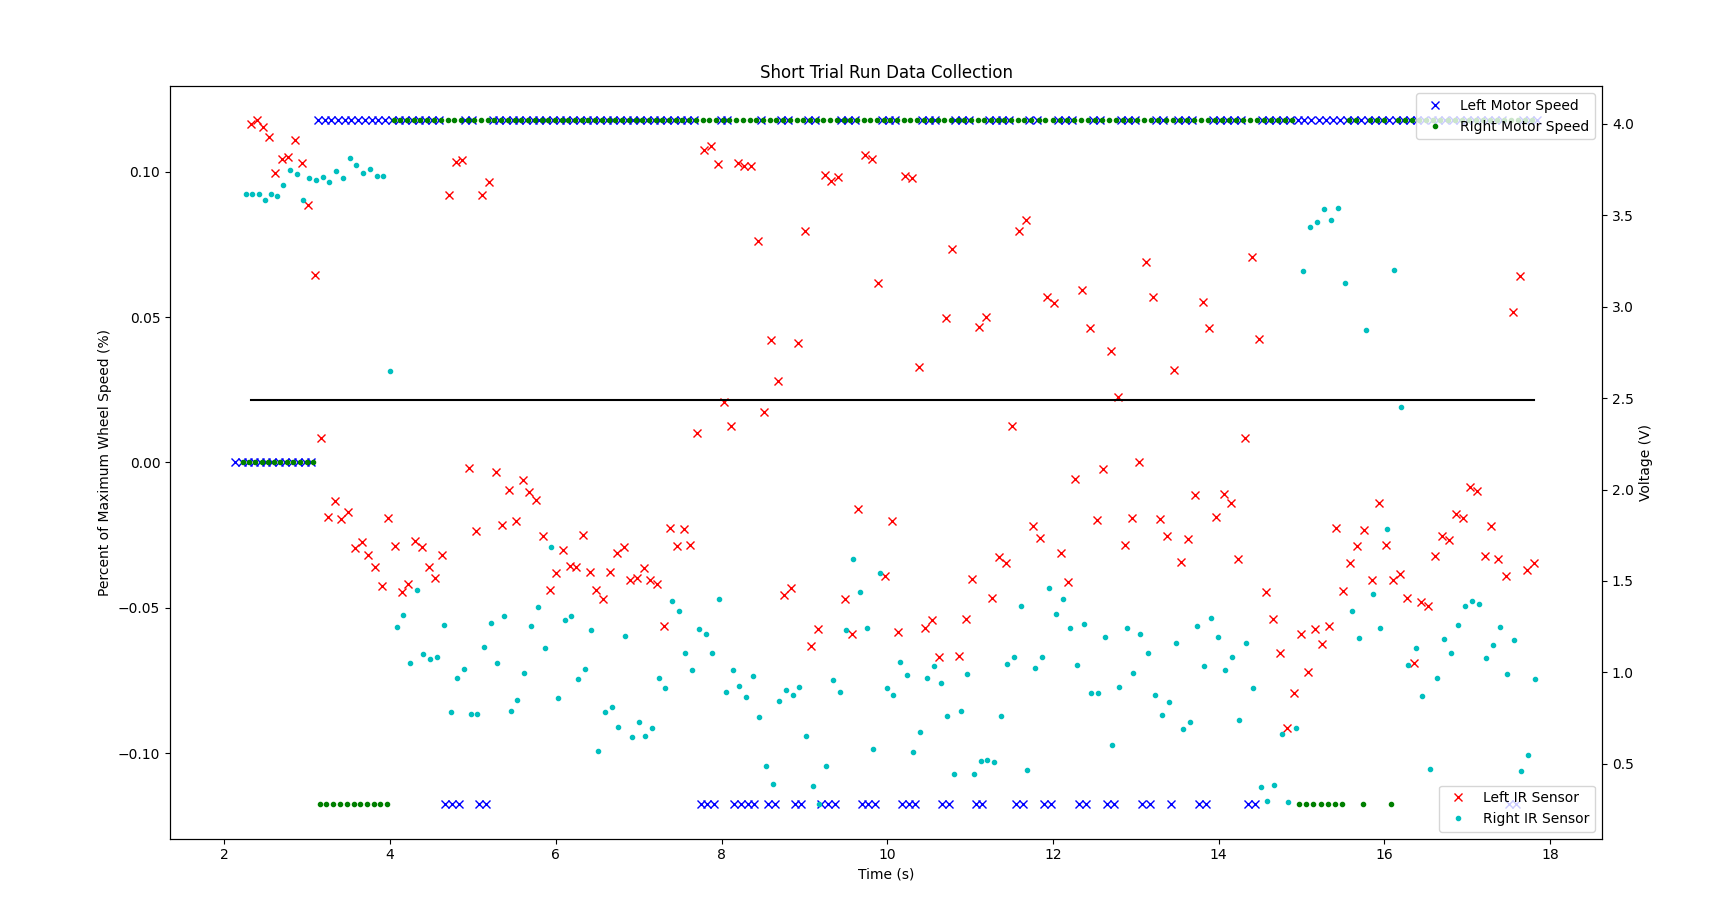 Short Trial Run Data Collection
Left Motor Speed
Right Motor Speed
Percent of Maximum Wheel Speed (%)
0.10
0.05
0.00
−0.05
−0.10
4.0
3.5
3.0
2.5
2.0
1.5
1.0
0.5
Voltage (V)
Left IR Sensor
Right IR Sensor
2 4 6 8 10 12 14 16 18
Time (s)